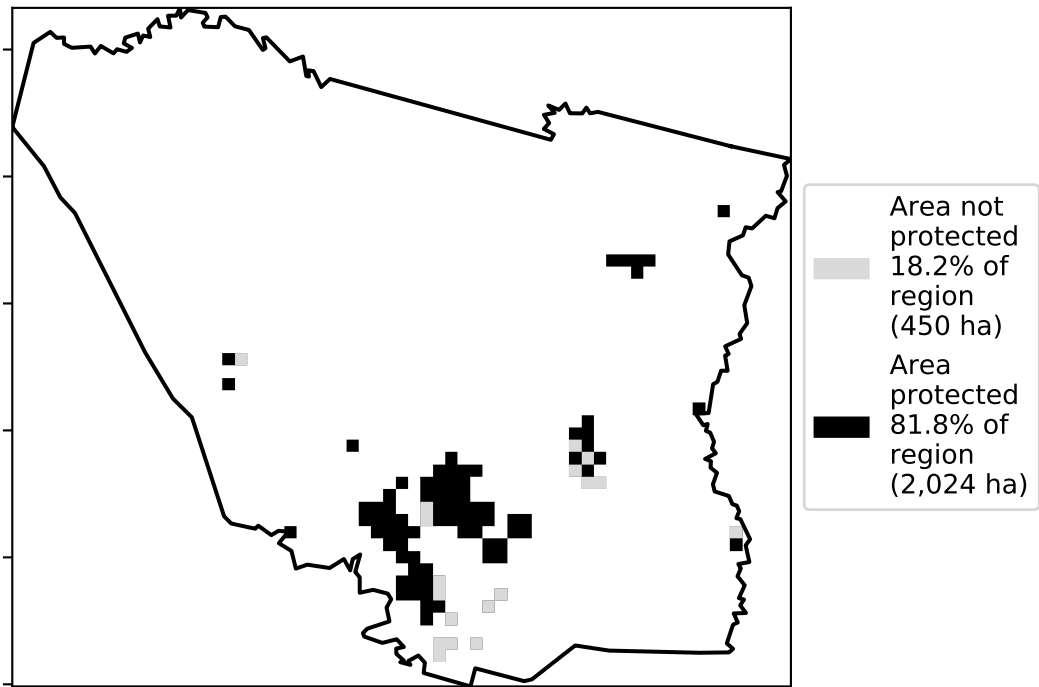 Area not
protected
18.2% of
region
(450 ha)
Area
protected
81.8% of
region
(2,024 ha)